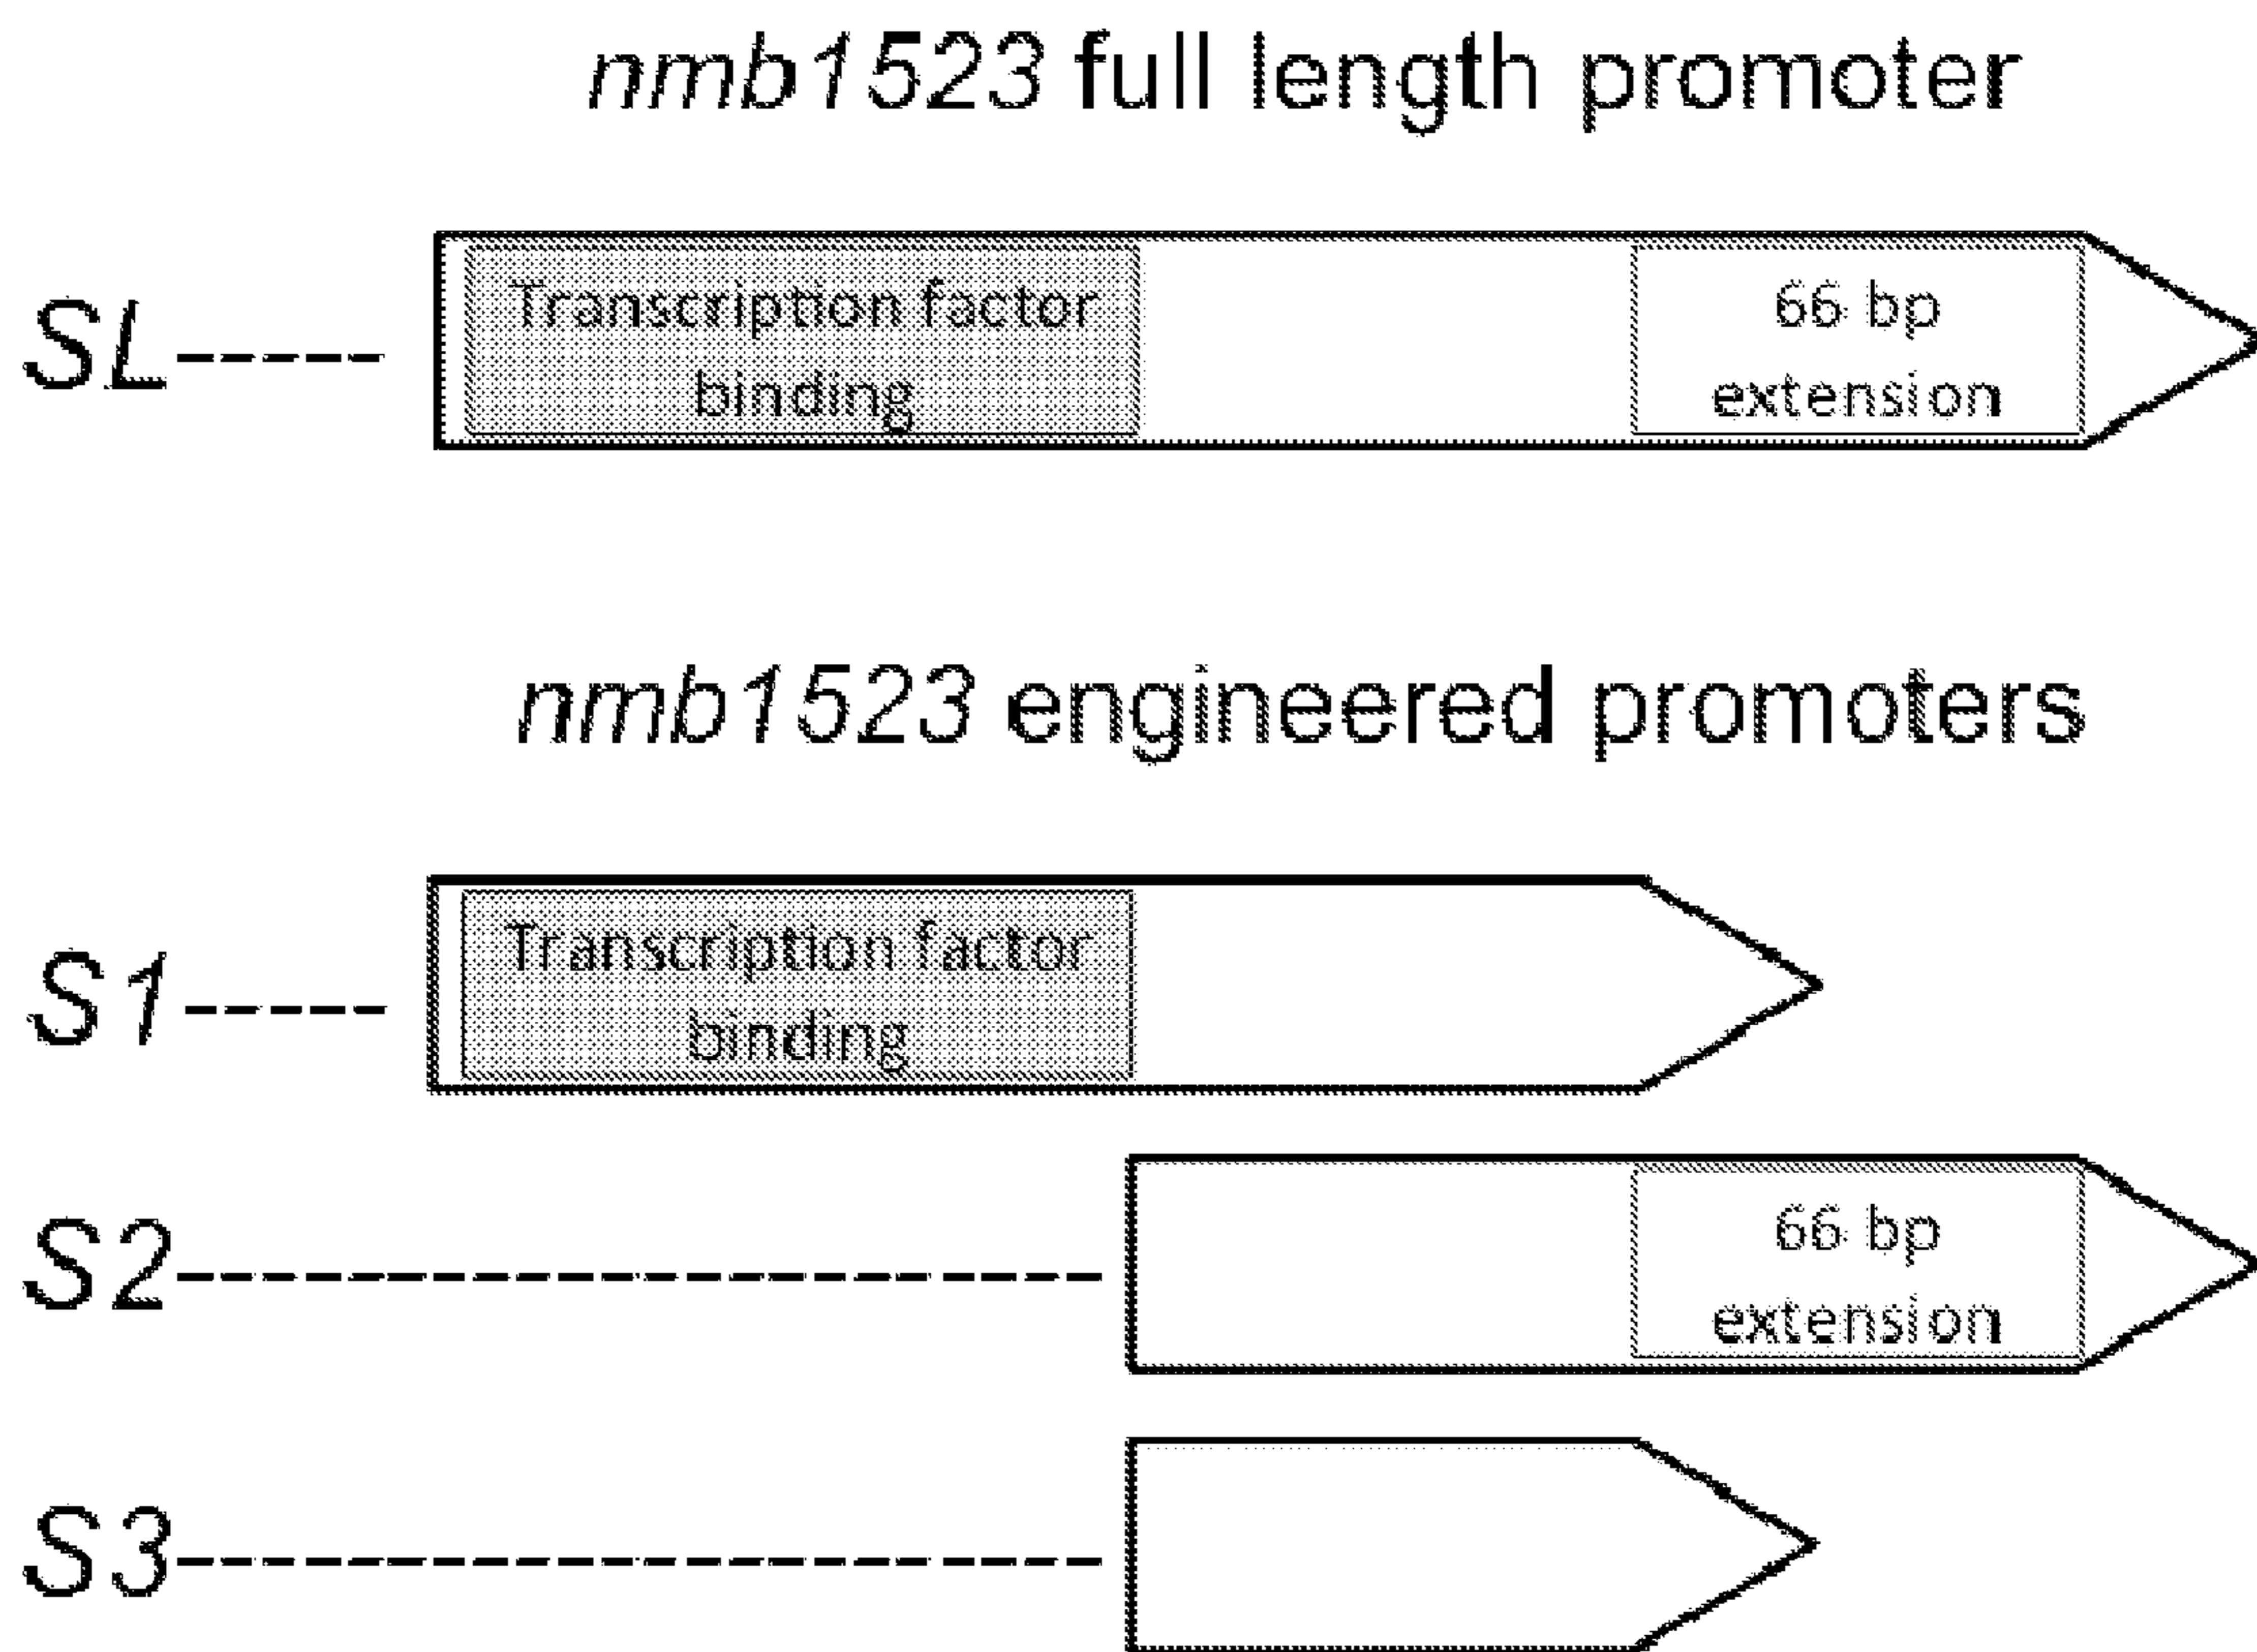 nmb1523 full length promoter
SL-----
Transcription factor
binding
66 bp
extension
nmb1523 engineered promoters
S1-----
Transcription factor
binding
S2----------------------
66 bp
extension
S3----------------------